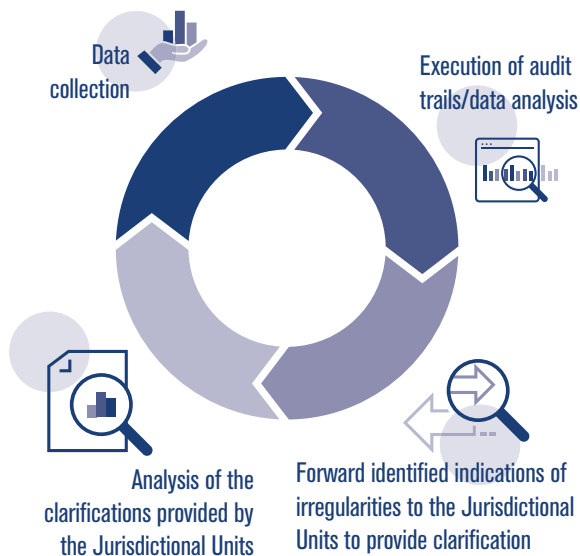 Data
collection
Execution of audit
trails/data analysis
Forward identified indications of
irregularities to the Jurisdictional
Units to provide clarification
Analysis of the
clarifications provided by
the Jurisdictional Units